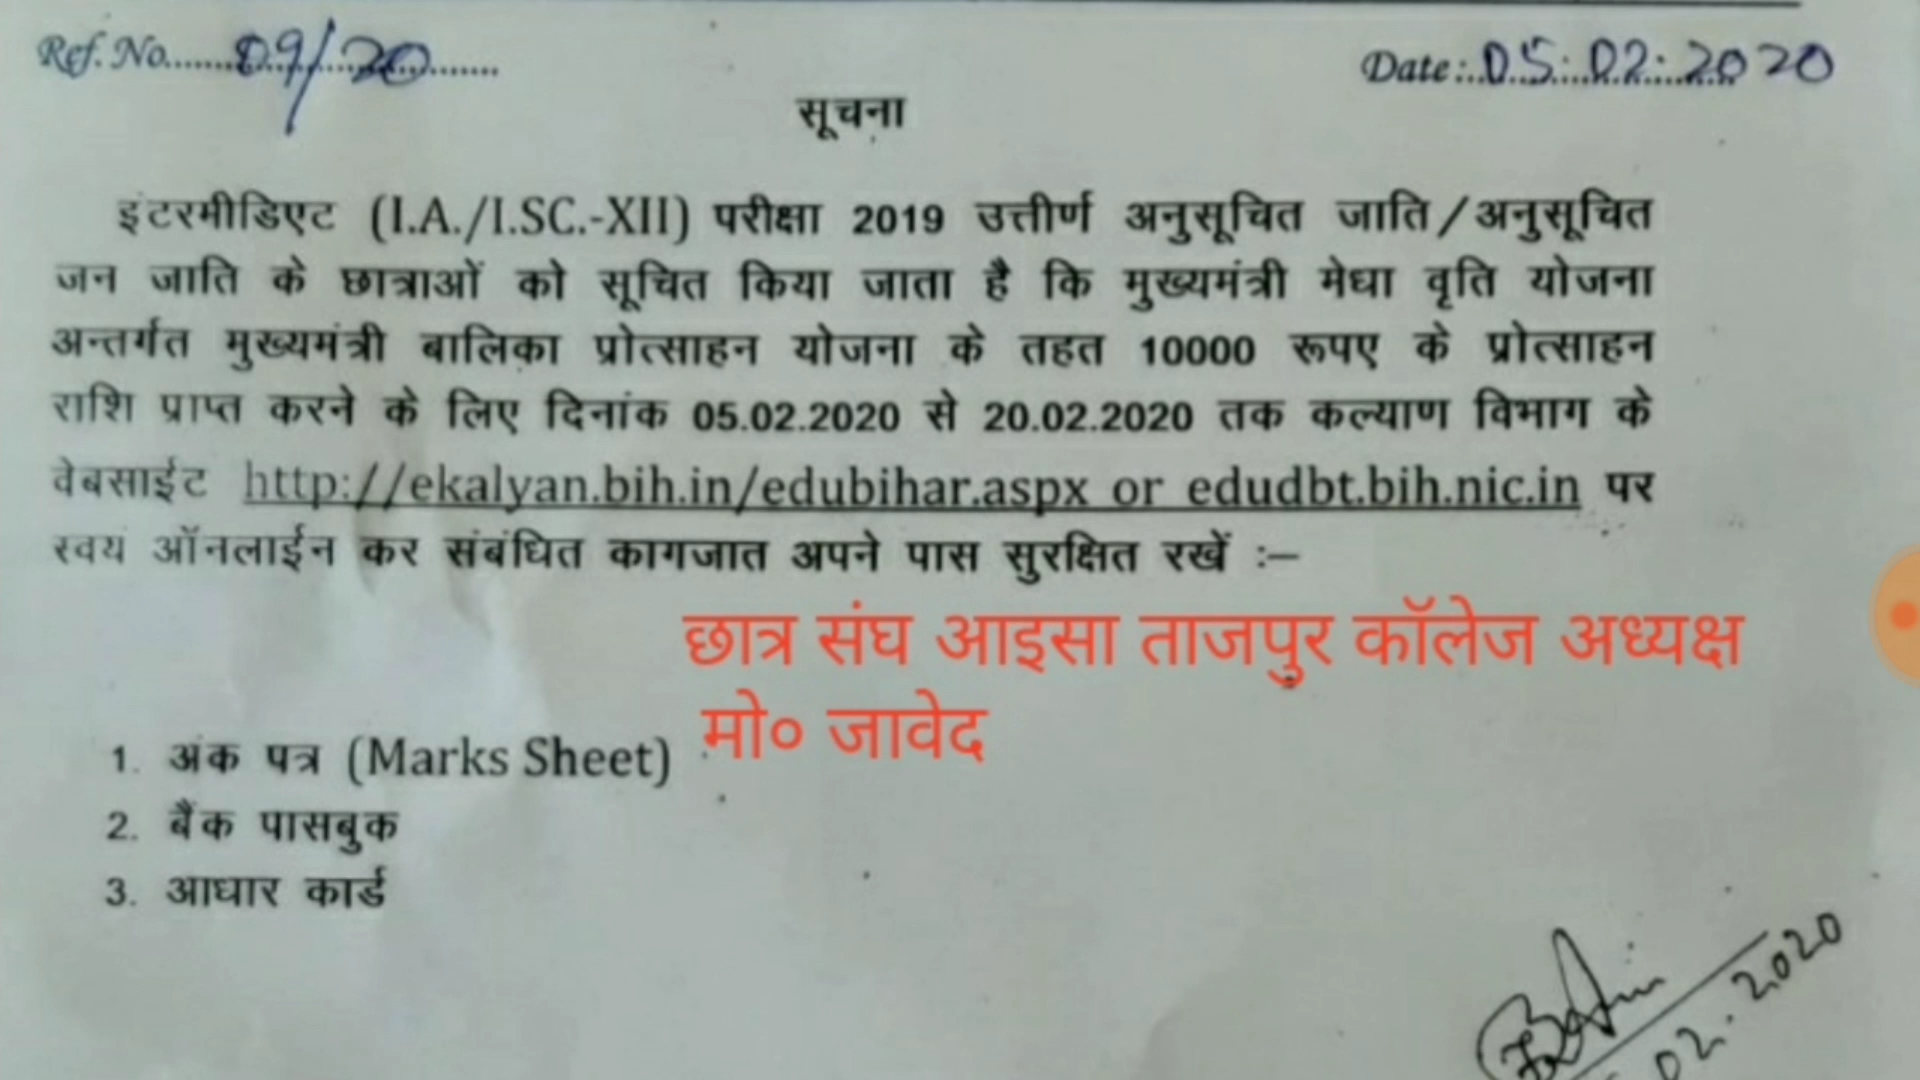 Ref. No. 09/20
Date: 05.02.2020
सूचना
इंटरमीडिएट (I.A./I.SC.-XII) परीक्षा 2019 उत्तीर्ण अनुसूचित जाति/अनुसूचित
जन जाति के छात्राओं को सूचित किया जाता है कि मुख्यमंत्री मेधा वृति योजना
अन्तर्गत मुख्यमंत्री बालिका प्रोत्साहन योजना के तहत 10000 रूपए के प्रोत्साहन
राशि प्राप्त करने के लिए दिनांक 05.02.2020 से 20.02.2020 तक कल्याण विभाग के
वेबसाईट http://ekalyan.bih.in/edubihar.aspx or edudbt.bih.nic.in पर
स्वयं ऑनलाईन कर संबंधित कागजात अपने पास सुरक्षित रखें :–
छात्र संघ आइसा ताजपुर कॉलेज अध्यक्ष
मो० जावेद
1. अंक पत्र (Marks Sheet)
2. बैंक पासबुक
3. आधार कार्ड
02.2020